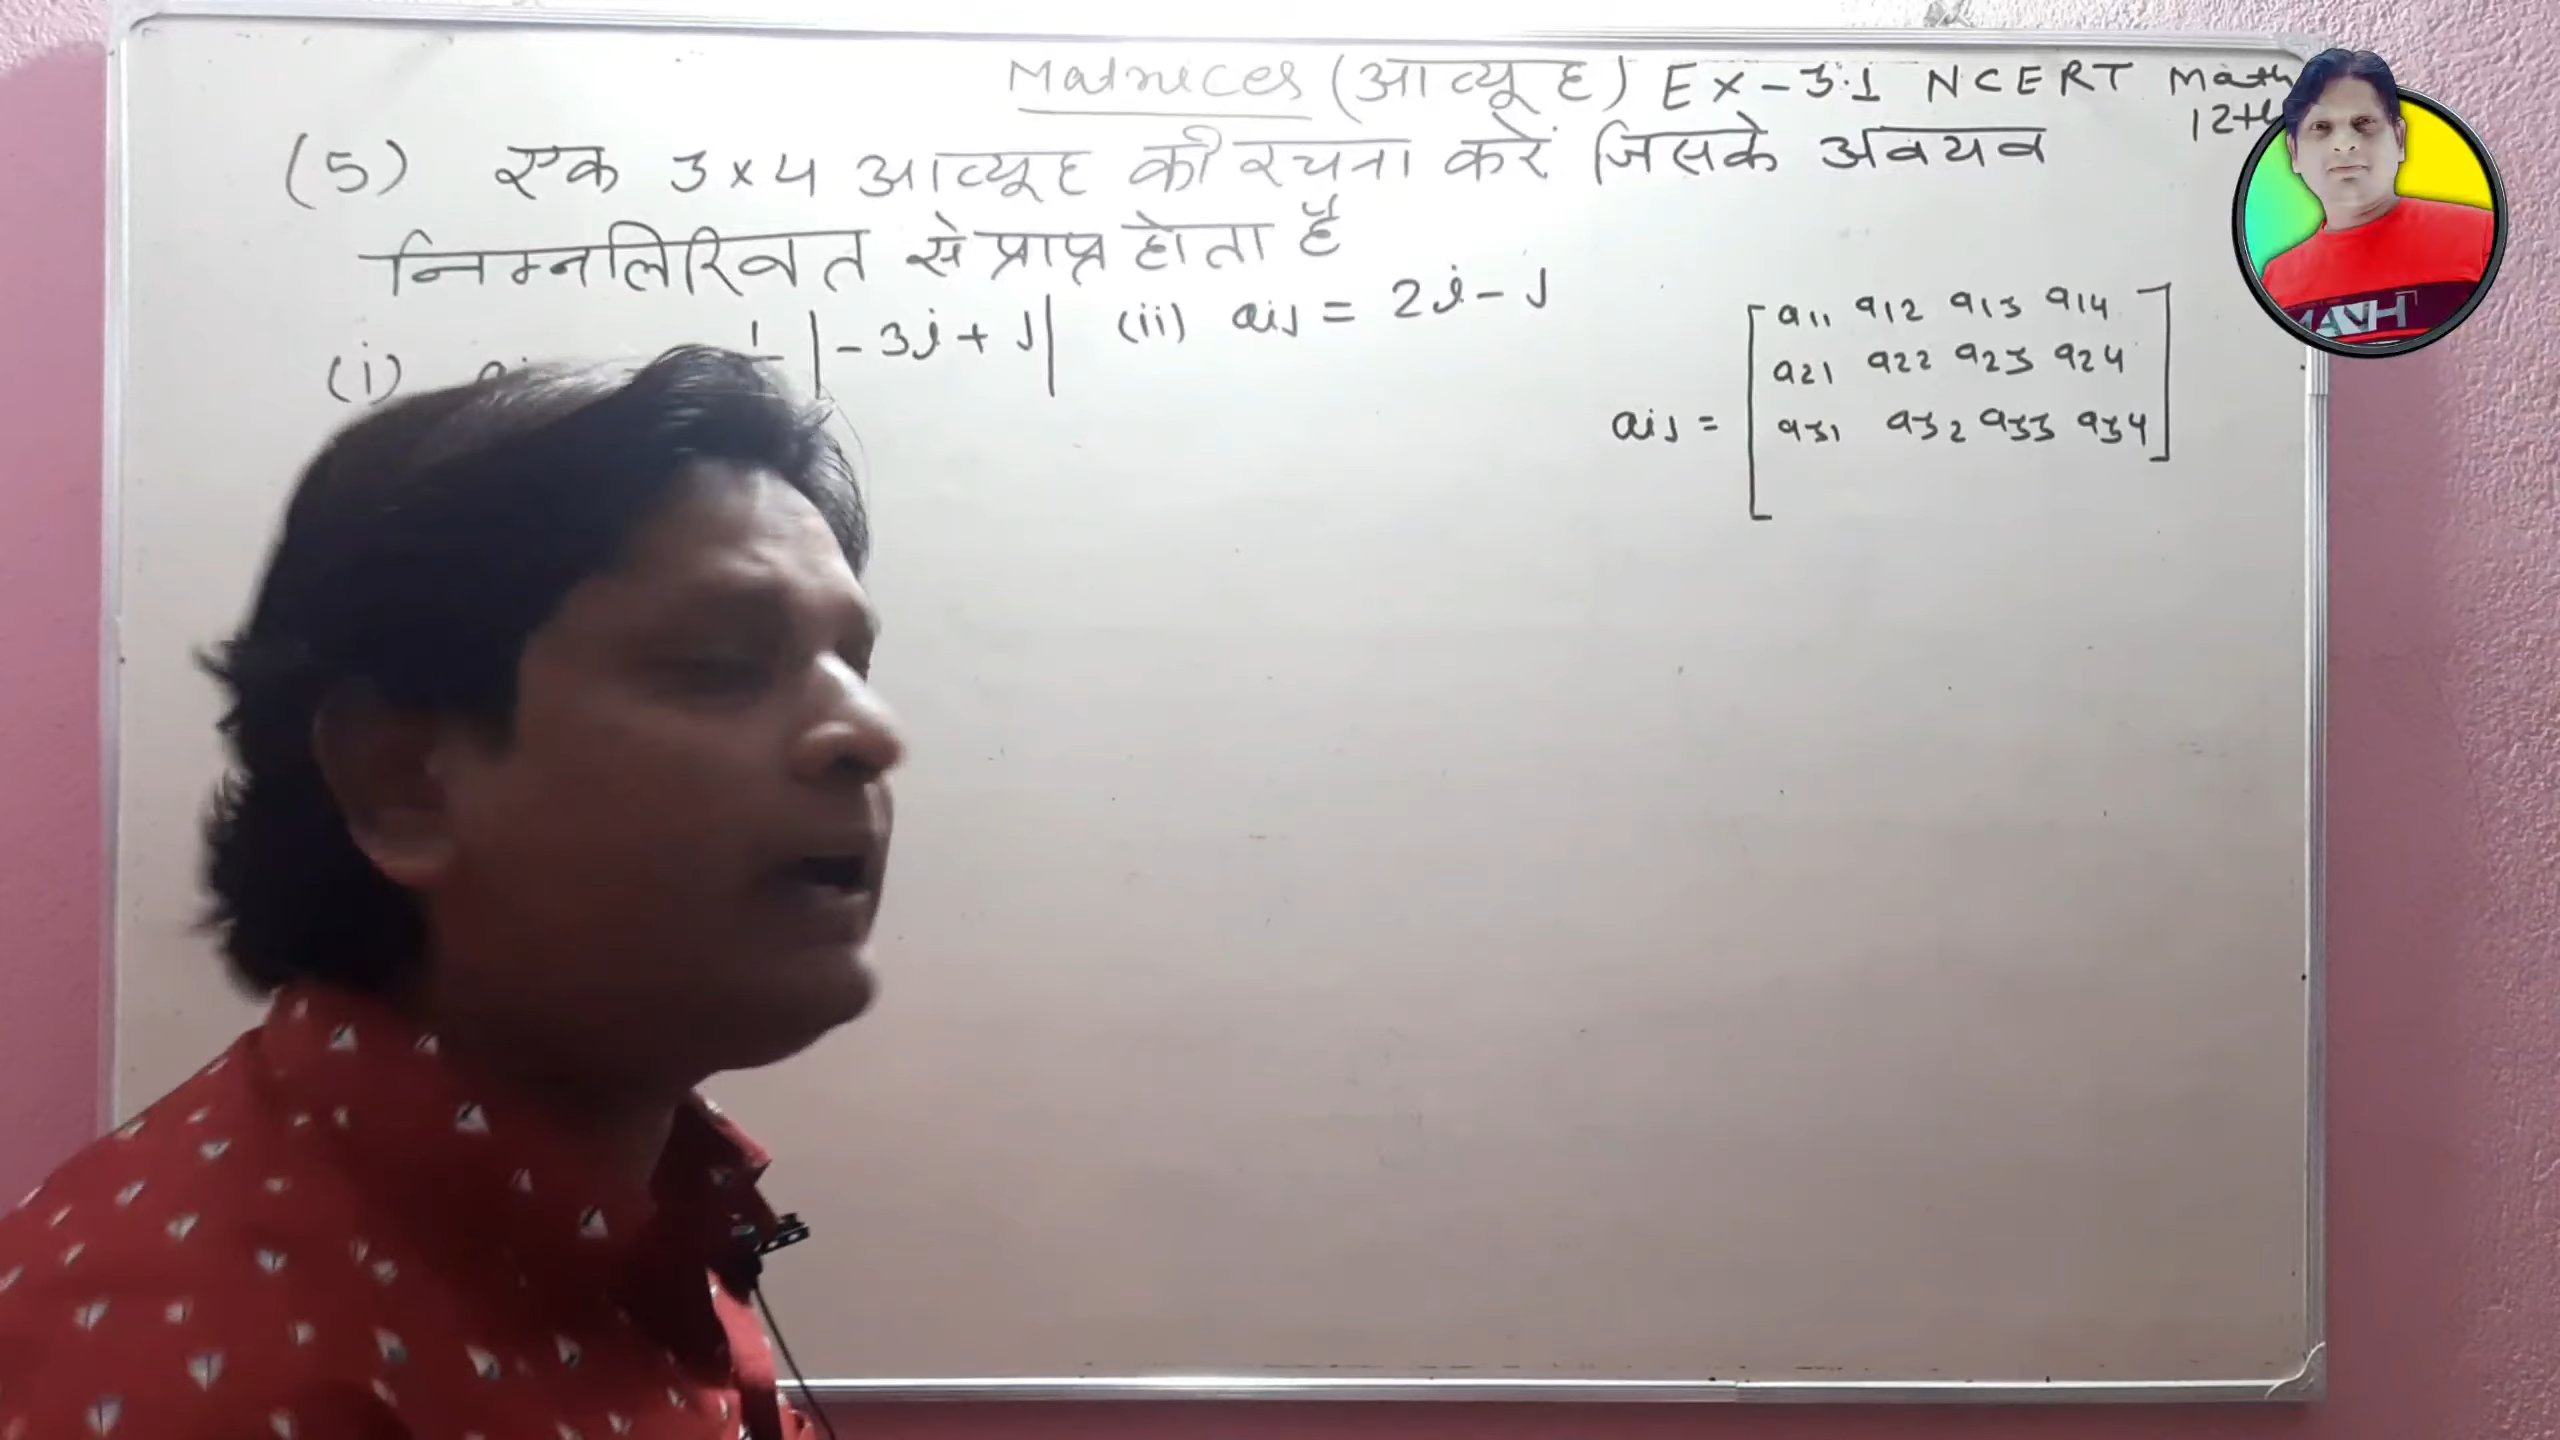 Matrices (आव्यूह) Ex-3.1 NCERT Math
12th
(5) एक 3×4 आव्यूह की रचना करें जिसके अवयव
निम्नलिखित से प्राप्त होता है
(i) |-3i+j| (ii) aij = 2i-j
aij = [a11 a12 a13 a14
a21 a22 a23 a24
a31 a32 a33 a34]